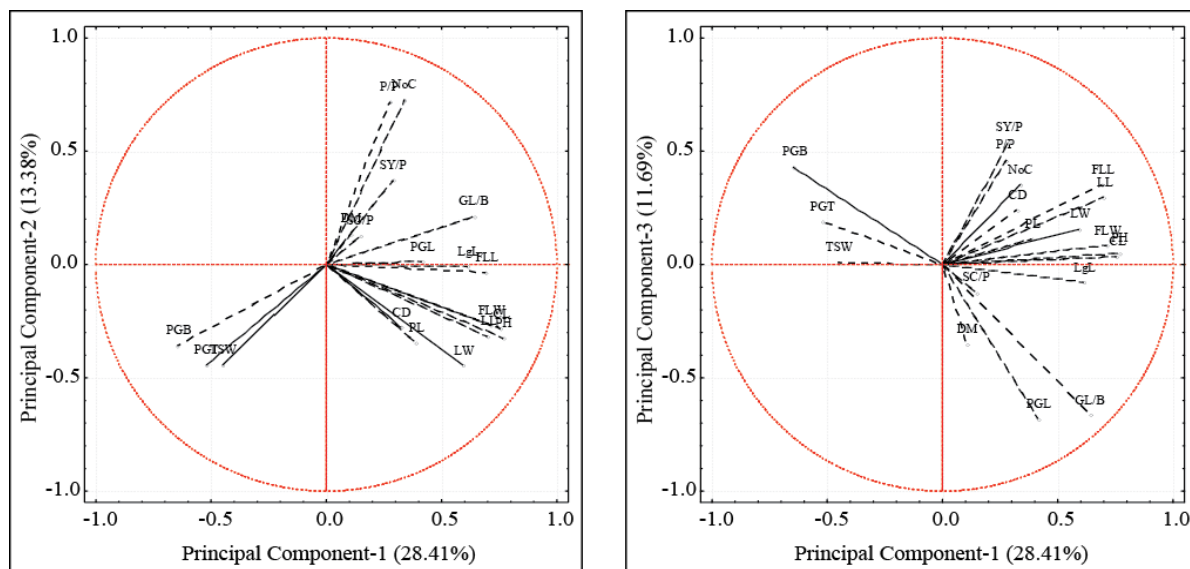 1.0
0.5
0.0
-0.5
-1.0
Principal Component-2 (13.38%)
P/P
NoC
SY/P
GL/B
SC/P
PGL
LgL
FLL
PGB
PGT
TSW
CD
PL
FLW
LL
PH
LW
-1.0 -0.5 0.0 0.5 1.0
Principal Component-1 (28.41%)
1.0
0.5
0.0
-0.5
-1.0
Principal Component-3 (11.69%)
SY/P
P/P
PGB
NoC
FLL
LL
PGT
CD
LW
PL
FLW
PH
TSW
SC/P
LgL
DM
PGL
GL/B
-1.0 -0.5 0.0 0.5 1.0
Principal Component-1 (28.41%)